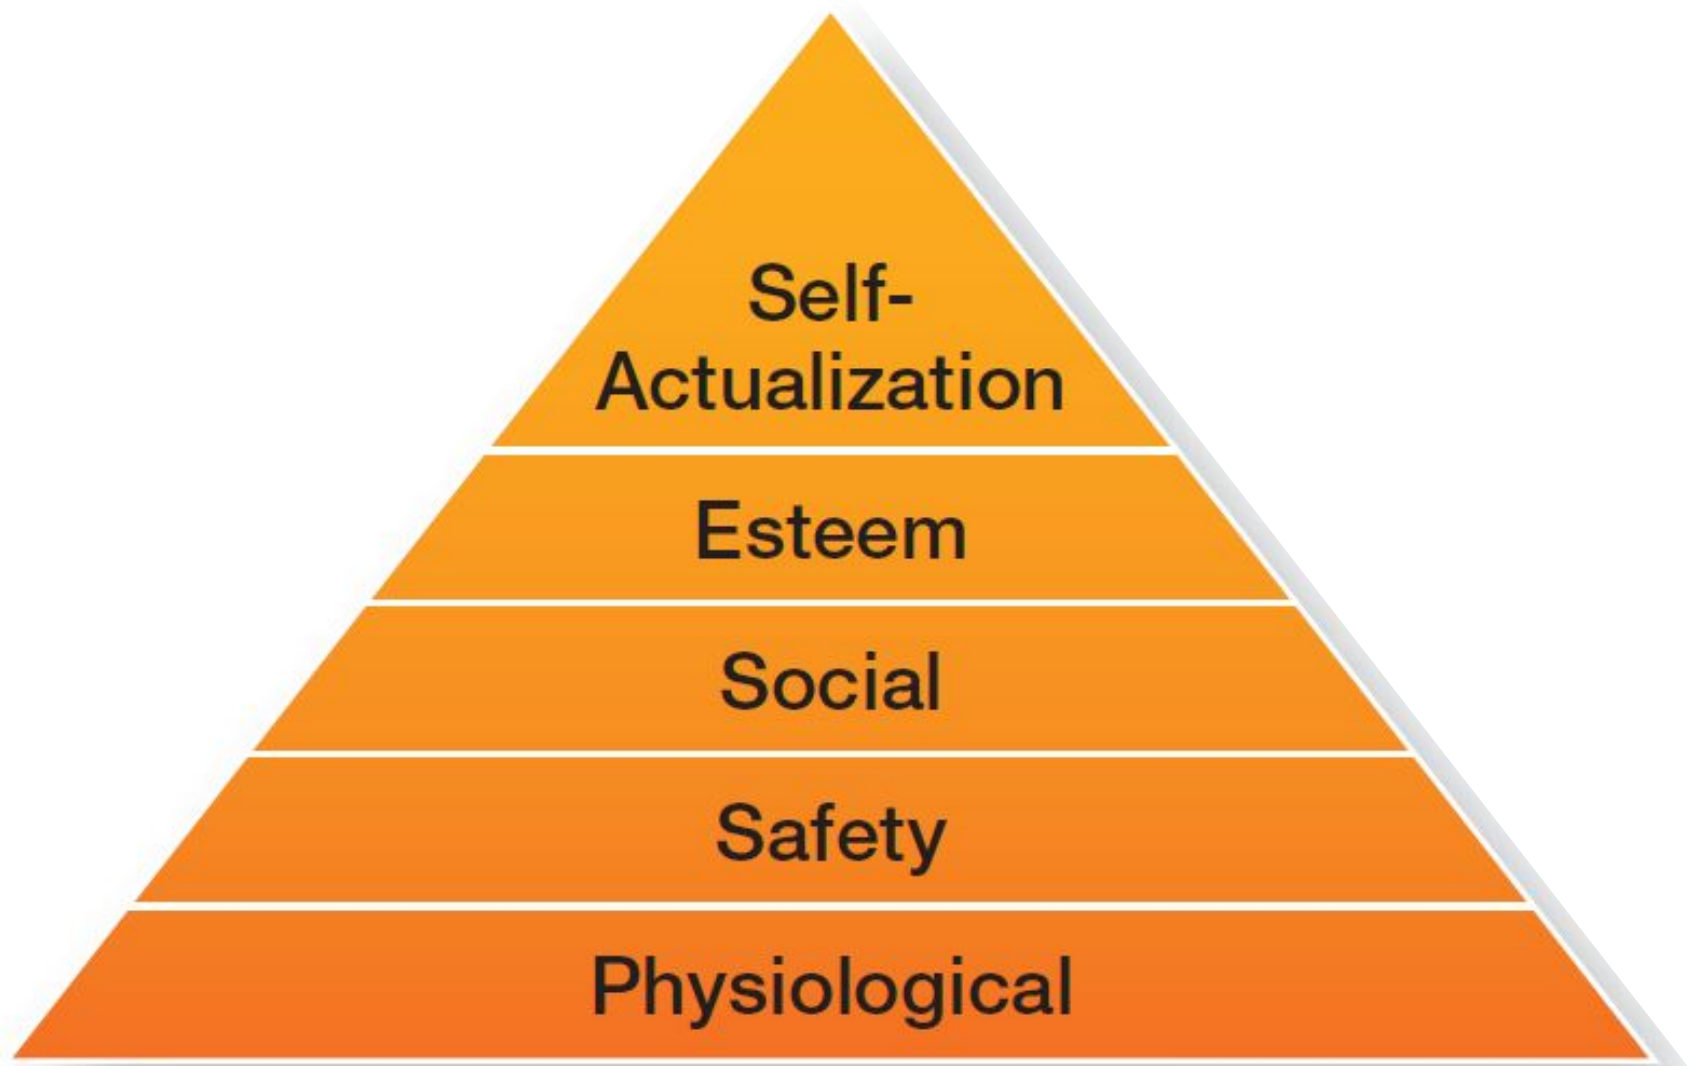 Self-
Actualization
Esteem
Social
Safety
Physiological